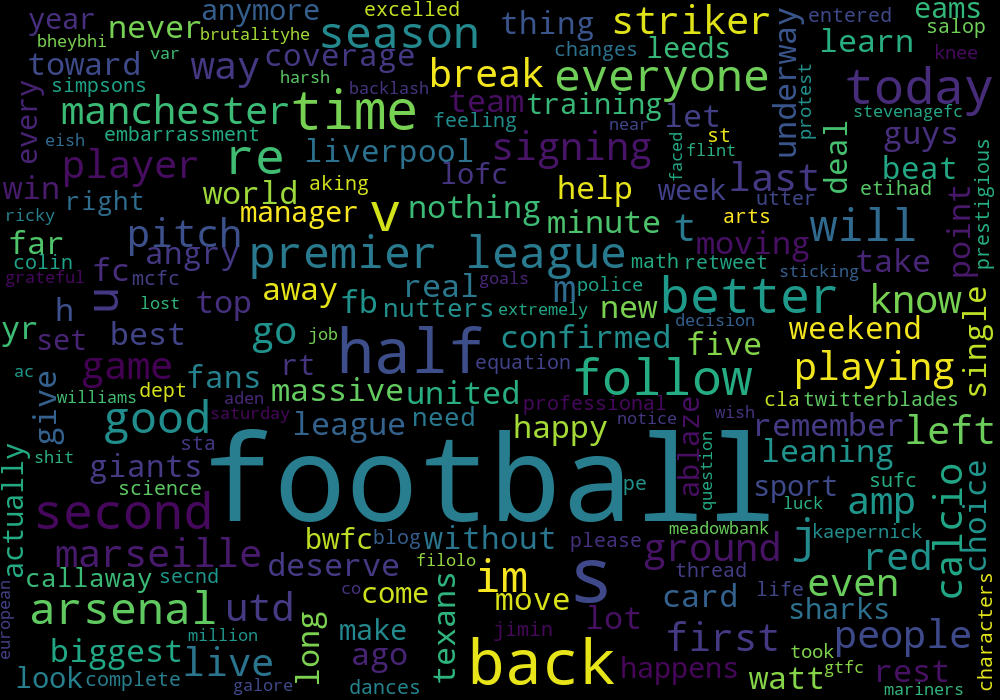 year never anymore excelled thing striker entered eams
bheybhi var brutalityhe season changes leeds learn salop
toward way coverage break everyone underway protest knee
simpsons harsh backlash today
every manchester time team training let stevenagefc
embarrassment feeling near st deal guys
eish player re liverpool signing faced flint beat
win right world aking lofc help week last utter etihad
ricky manager v nothing minute t arts will point prestigious
far pitch premier league moving take
colin angry math retweet sticking
grateful u fc mcfc real goals m police
h lost top away fb nutters extremely new better know
yr set best go job half confirmed decision weekend
ac game rt equation five playing single
give williams dept fans aden massive united follow cla twitterblades
good saturday league need professional notice wish remember left
shit sta happy ablaze leaning
actually giants football question sport choice
science pe sufc
second luck amp calcio
marseille bwfc blog without please meadowbank j kaepernick
ground red
callaway secnd deserve filolo im thread
european arsenal utd co come move s card life even characters
long texans lot sharks
biggest million make jimin first took people
look complete live ago back happens watt gtfc rest
galore dances mariners